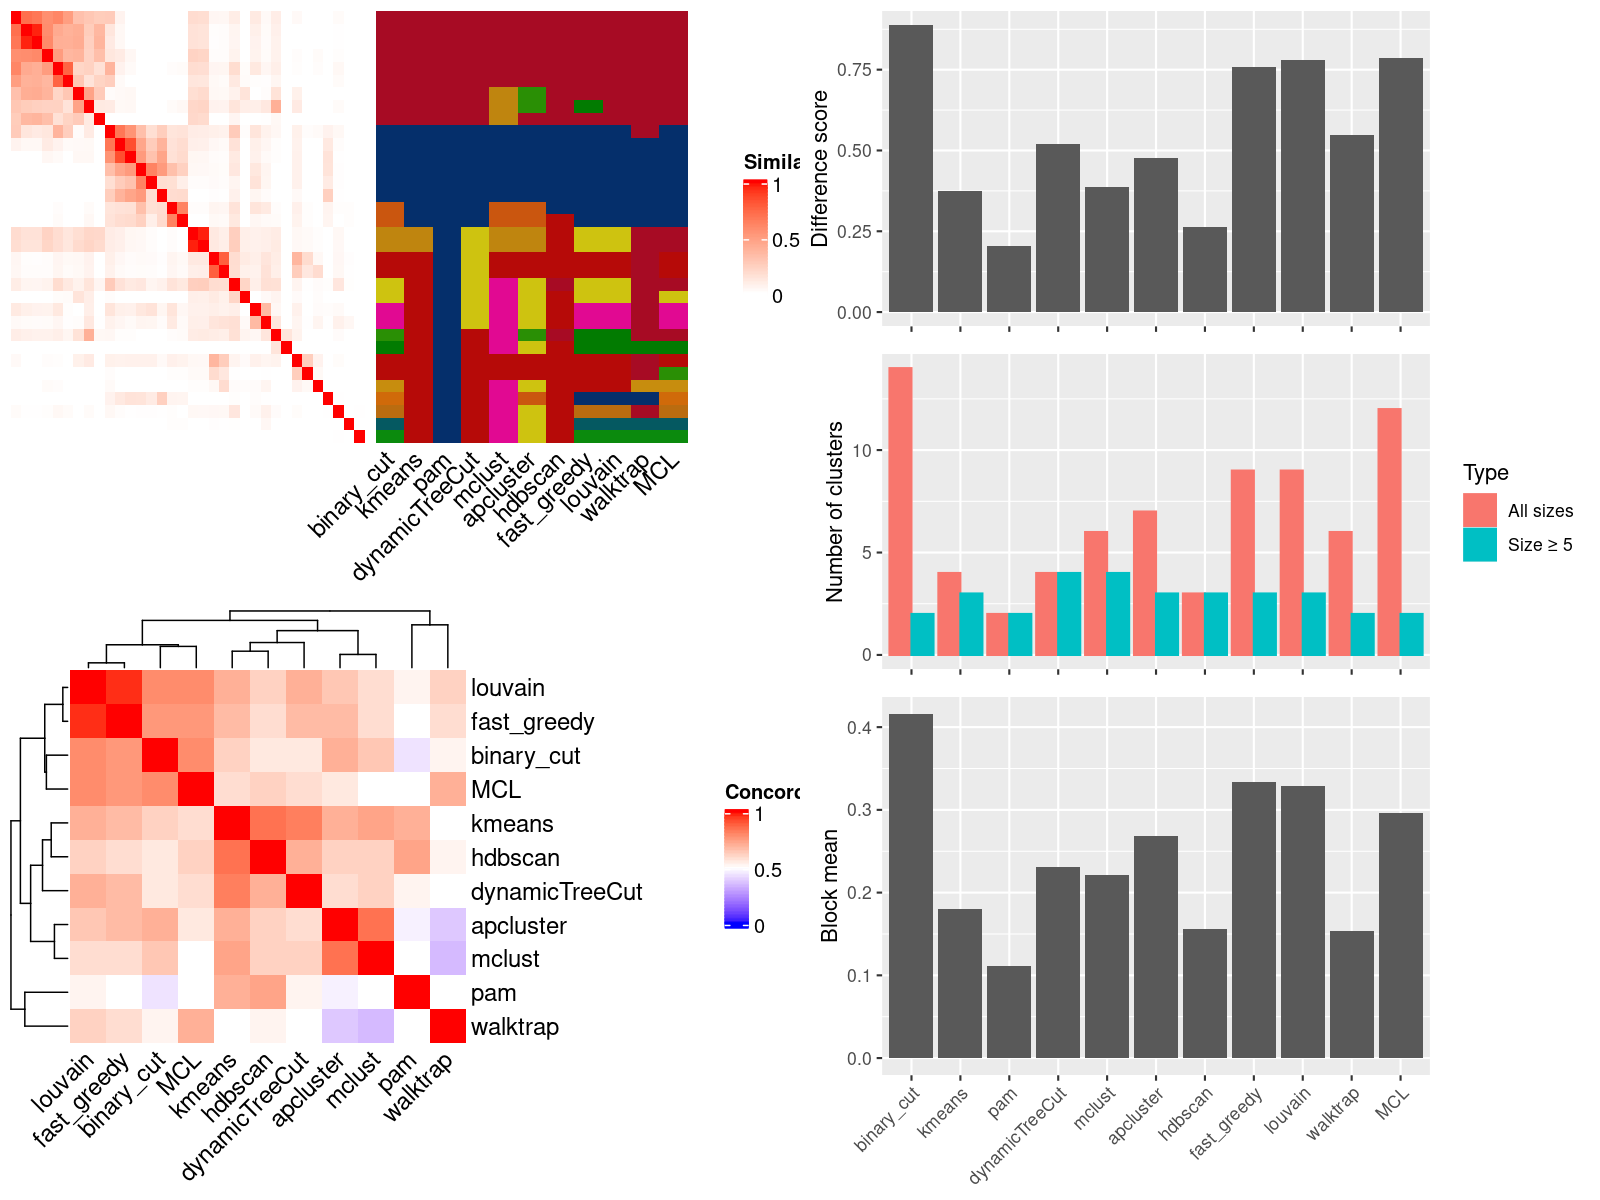 Simila
1
0.5
0
binary_cut
kmeans
pam
dynamicTreeCut
mclust
apcluster
hdbscan
fast_greedy
louvain
walktrap
MCL
louvain
fast_greedy
binary_cut
MCL
kmeans
hdbscan
dynamicTreeCut
apcluster
mclust
pam
walktrap
Concord
1
0.5
0
louvain
fast_greedy
binary_cut
MCL
kmeans
hdbscan
dynamicTreeCut
apcluster
mclust
pam
walktrap
Difference score
0.75
0.50
0.25
0.00
Number of clusters
10
5
0
Type
All sizes
Size ≥ 5
Block mean
0.4
0.3
0.2
0.1
0.0
binary_cut
kmeans
pam
dynamicTreeCut
mclust
apcluster
hdbscan
fast_greedy
louvain
walktrap
MCL